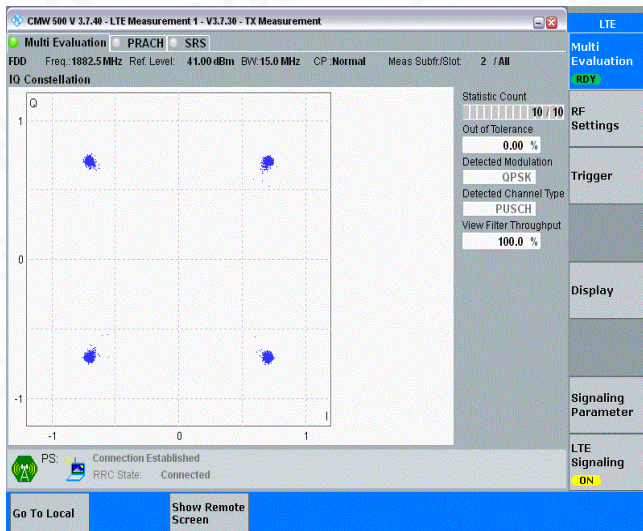 CMW 500 V 3.7.40 - LTE Measurement 1 - V3.7.30 - TX Measurement
LTE
Multi Evaluation PRACH SRS
Multi
Evaluation
RDY
FDD Freq.:1882.5 MHz Ref. Level: 41.00 dBm BW:15.0 MHz CP :Normal Meas Subfr./Slot: 2 / All
IQ Constellation
Q
1
0
-1
-1 0 1
I
Statistic Count
10 / 10
Out of Tolerance
0.00 %
Detected Modulation
QPSK
Detected Channel Type
PUSCH
View Filter Throughput
100.0 %
RF
Settings
Trigger
Display
Signaling
Parameter
LTE
Signaling
ON
PS: Connection Established
RRC State: Connected
Go To Local
Show Remote
Screen